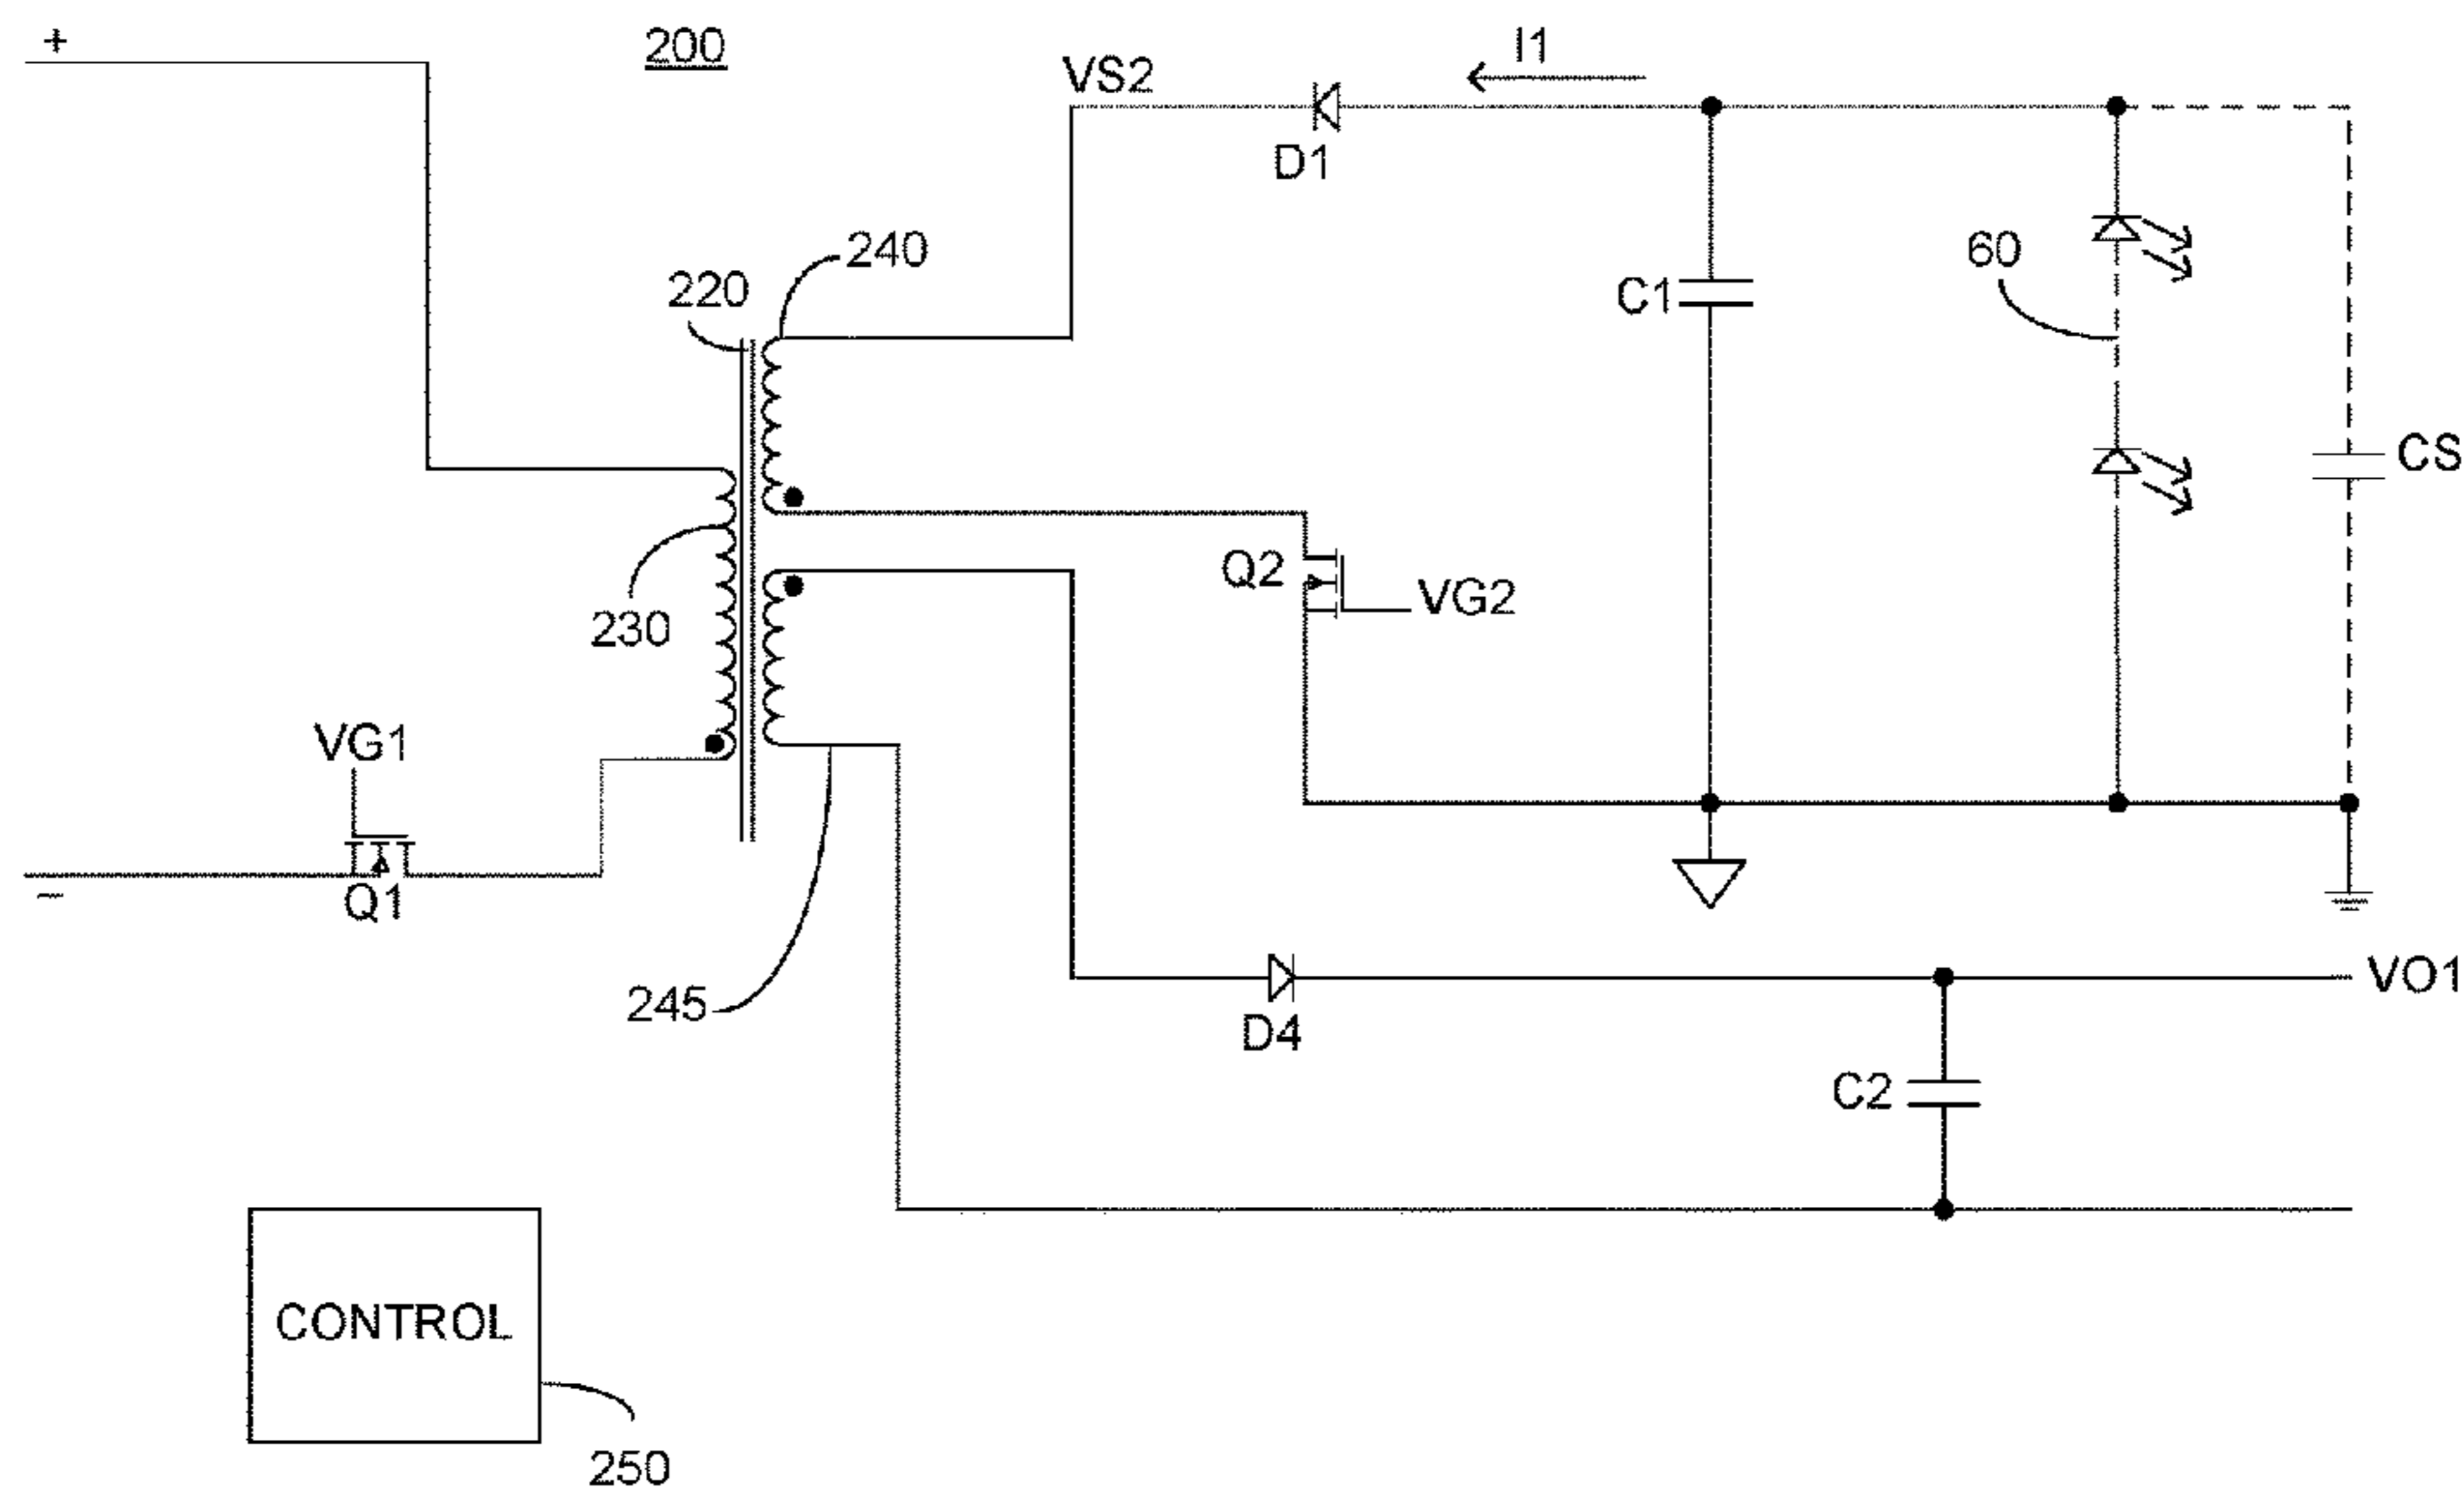 +
200
VS2
I1
D1
240
220
C1
60
CS
Q2
VG2
230
VG1
Q1
–
245
D4
VO1
C2
CONTROL
250